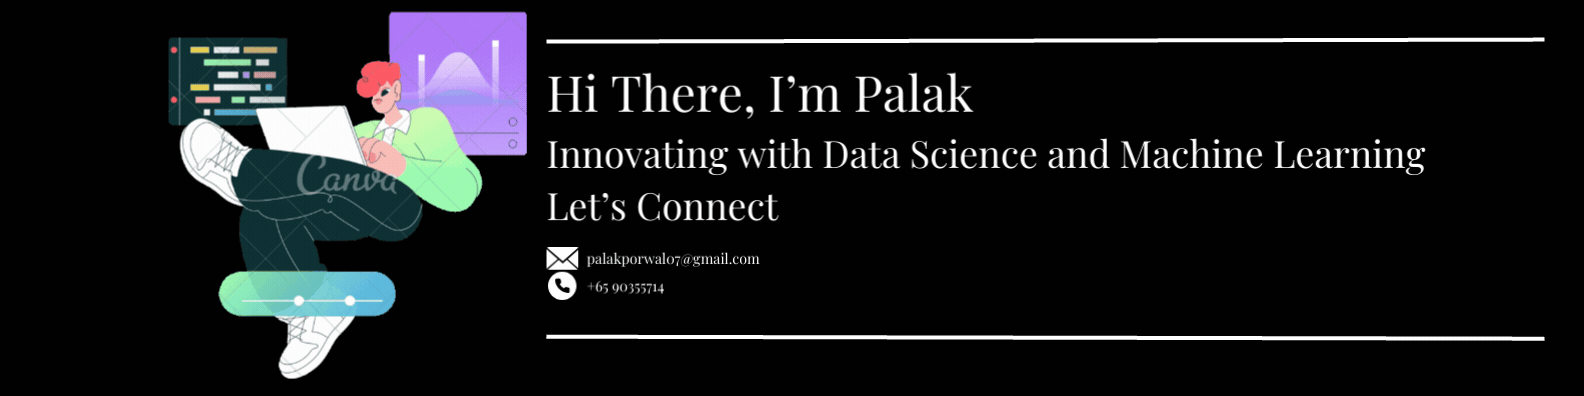 Hi There, I'm Palak
Innovating with Data Science and Machine Learning
Let's Connect
palakporwal07@gmail.com
+65 90355714
Canva